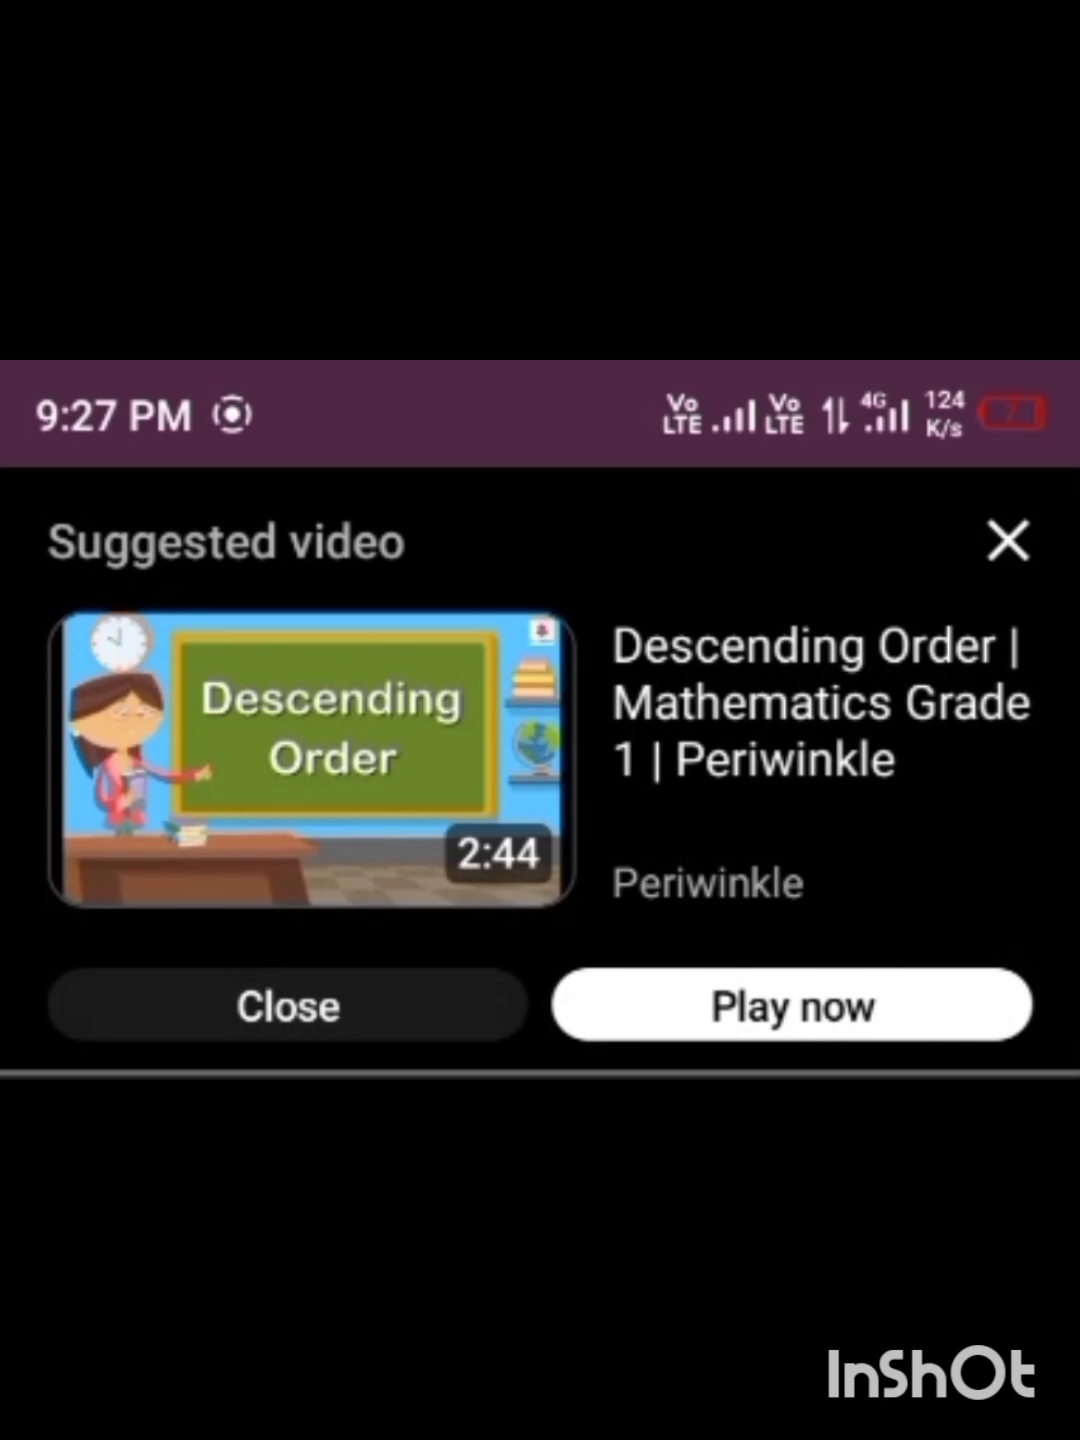 9:27 PM Vo LTE Vo LTE 4G 124 K/s 7
Suggested video
Descending
Order
2:44
Descending Order |
Mathematics Grade
1 | Periwinkle
Periwinkle
Close Play now
InShOt